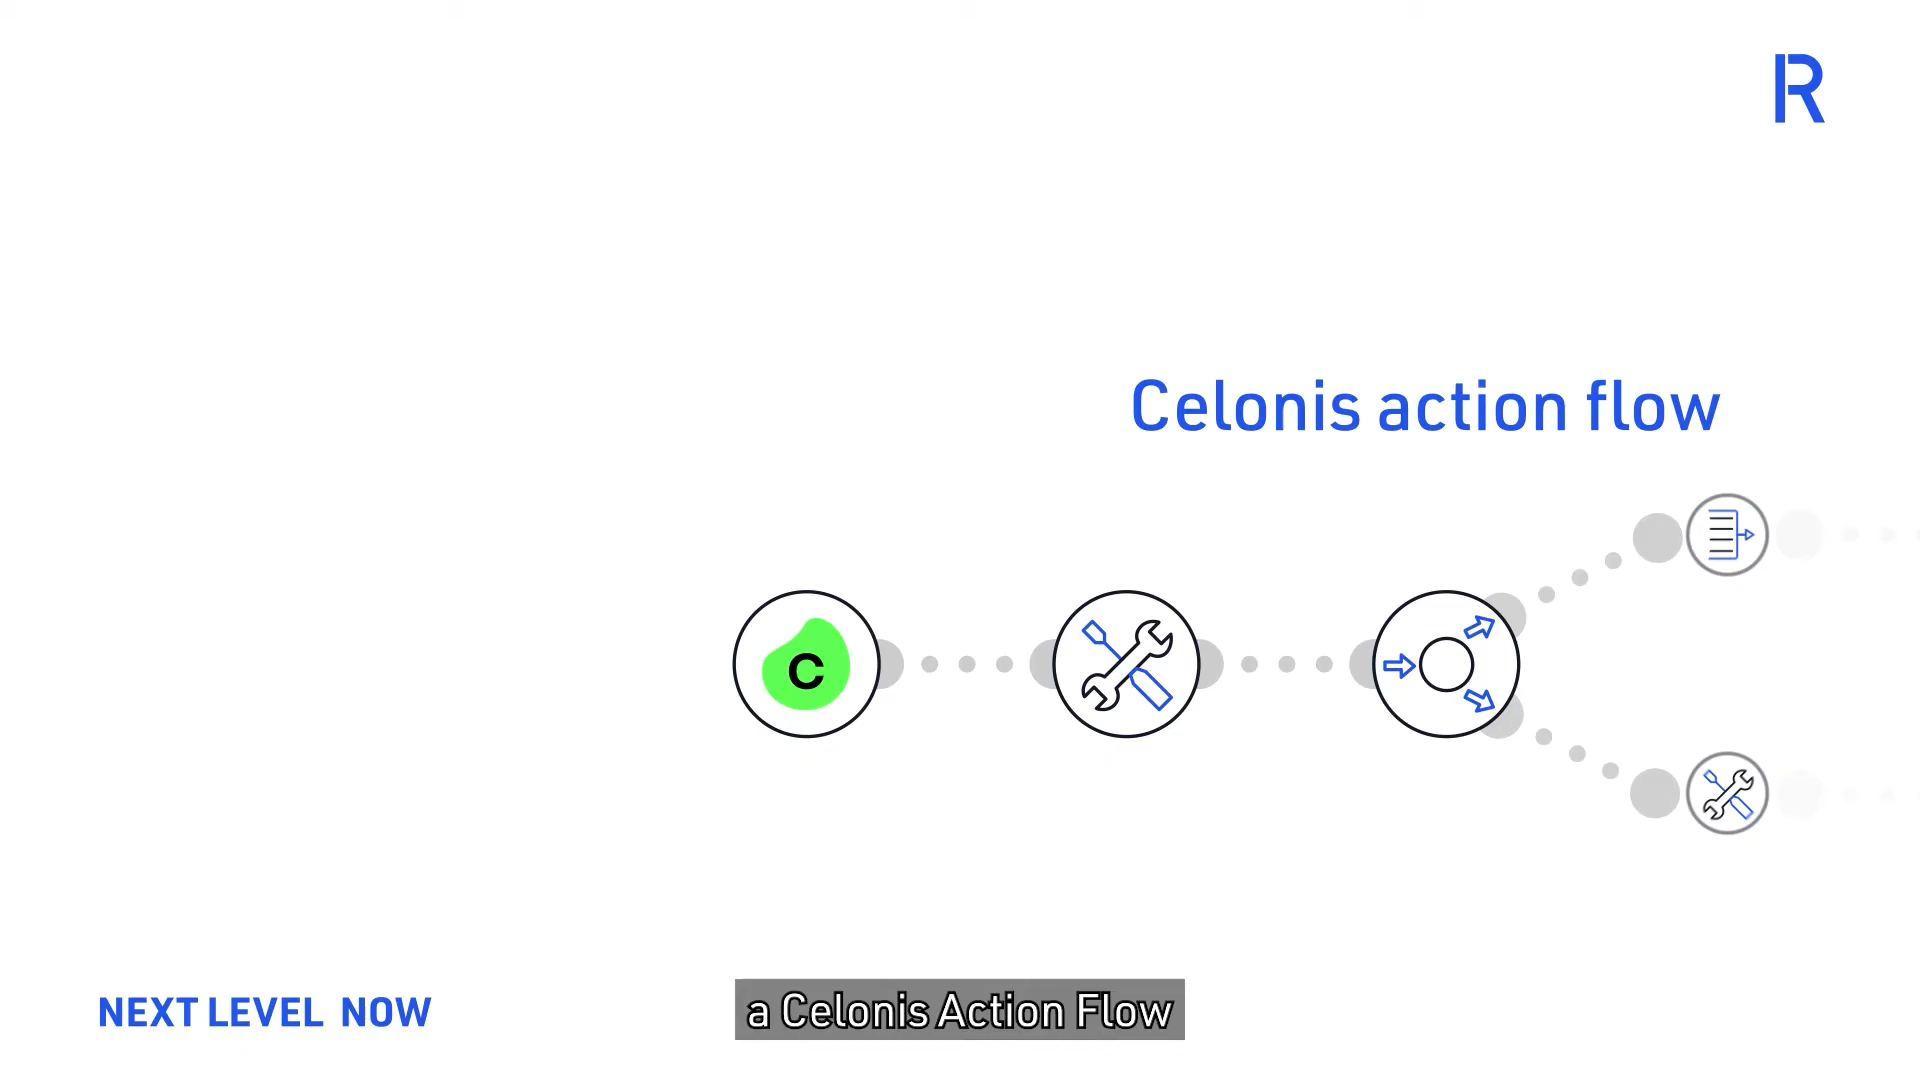 R
Celonis action flow
C
NEXT LEVEL NOW
a Celonis Action Flow